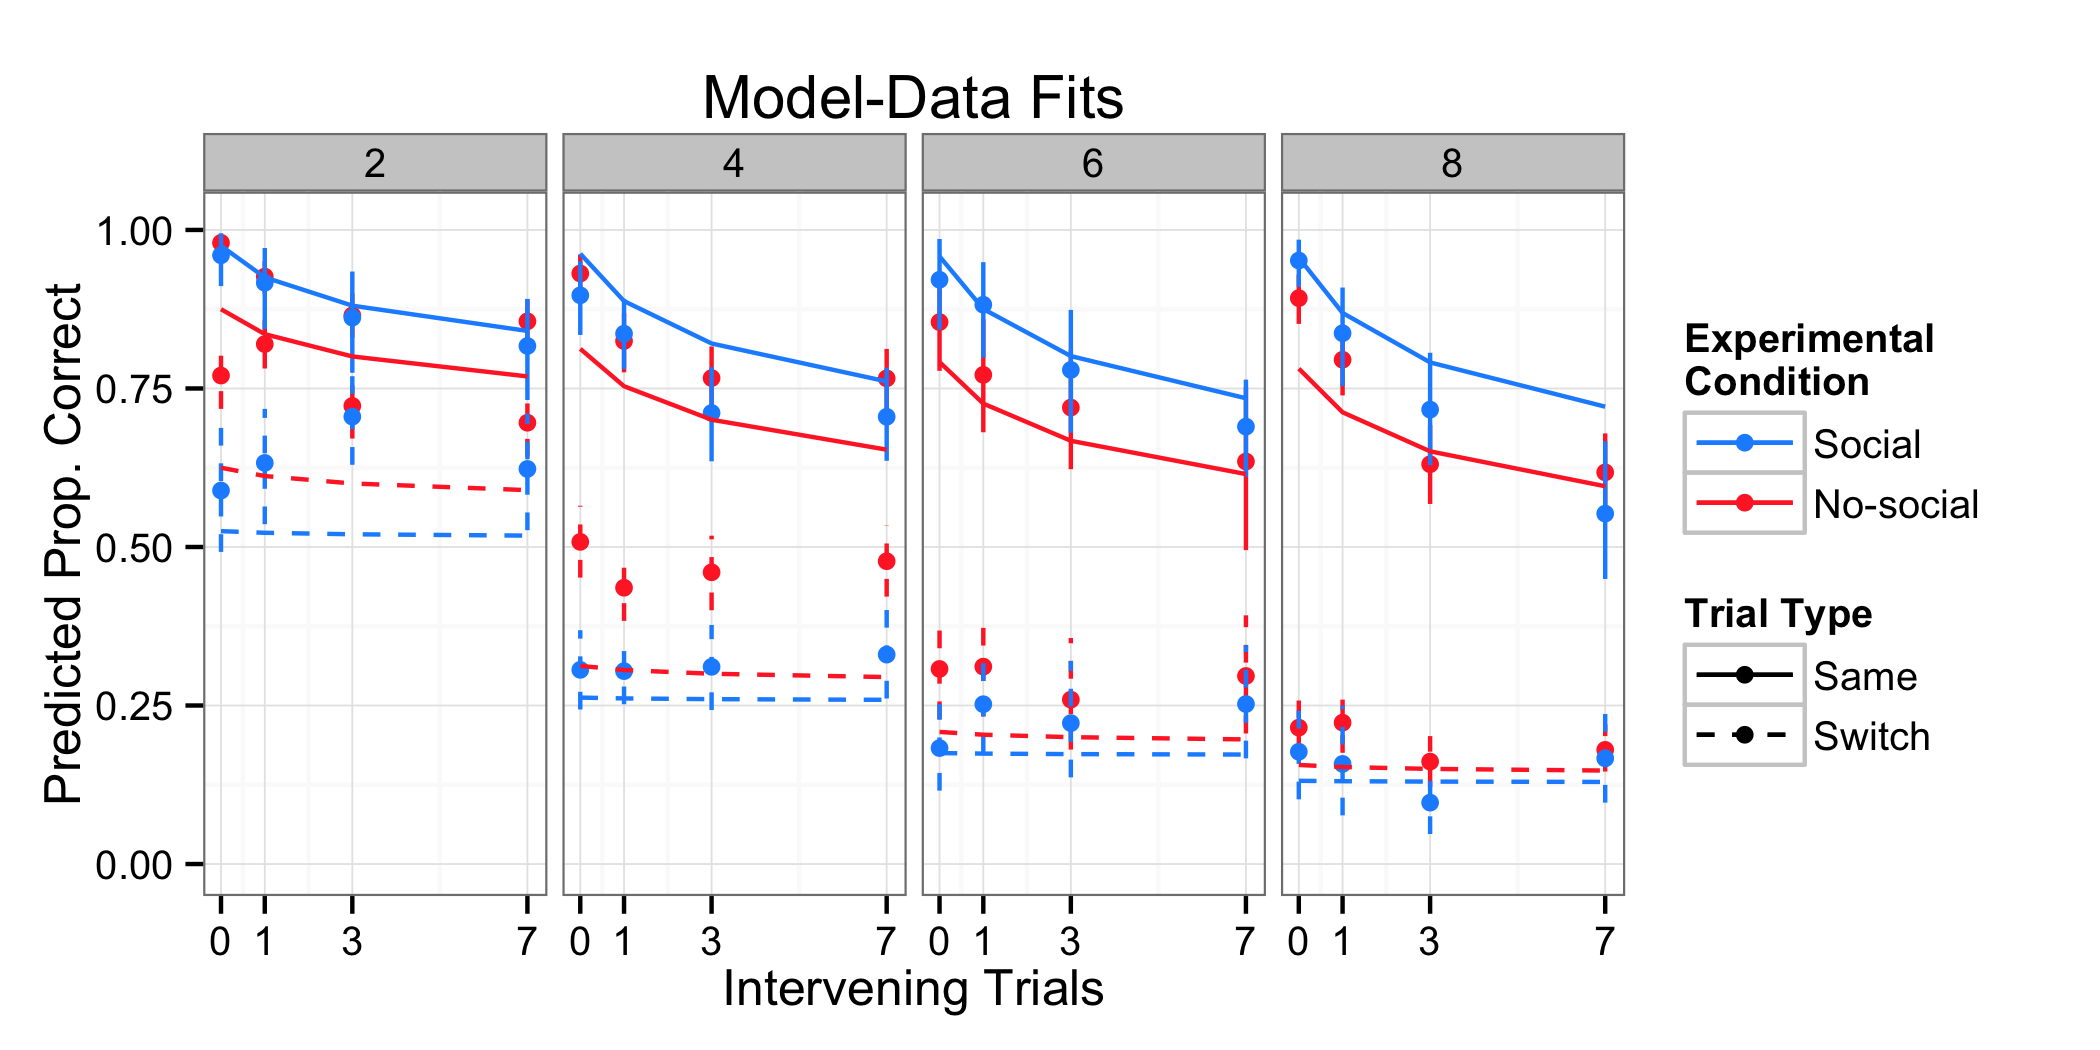 Model-Data Fits
2 4 6 8
1.00
0.75
0.50
0.25
0.00
Predicted Prop. Correct
0 1 3 7 0 1 3 7 0 1 3 7 0 1 3 7
Intervening Trials
Experimental
Condition
Social
No-social
Trial Type
Same
Switch